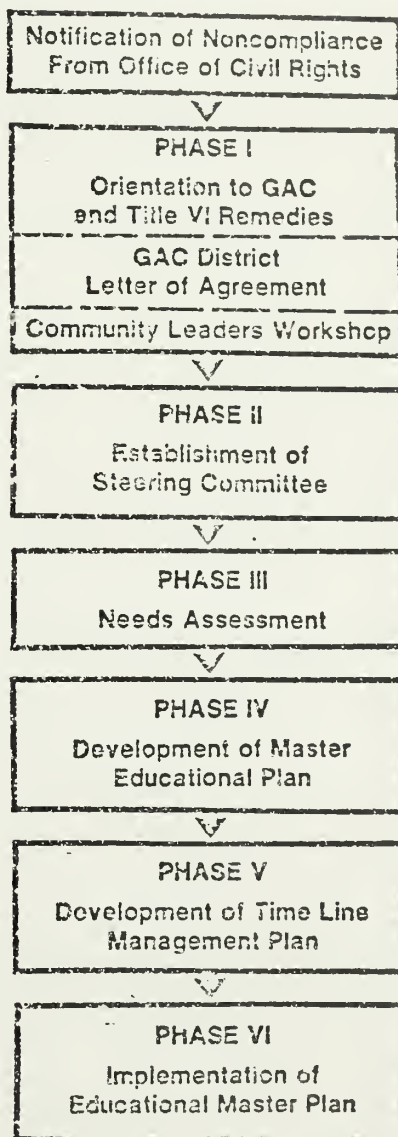 Notification of Noncompliance
From Office of Civil Rights
PHASE I
Orientation to GAC
and Title VI Remedies
GAC District
Letter of Agreement
Community Leaders Workshop
PHASE II
Establishment of
Steering Committee
PHASE III
Needs Assessment
PHASE IV
Development of Master
Educational Plan
PHASE V
Development of Time Line
Management Plan
PHASE VI
Implementation of
Educational Master Plan